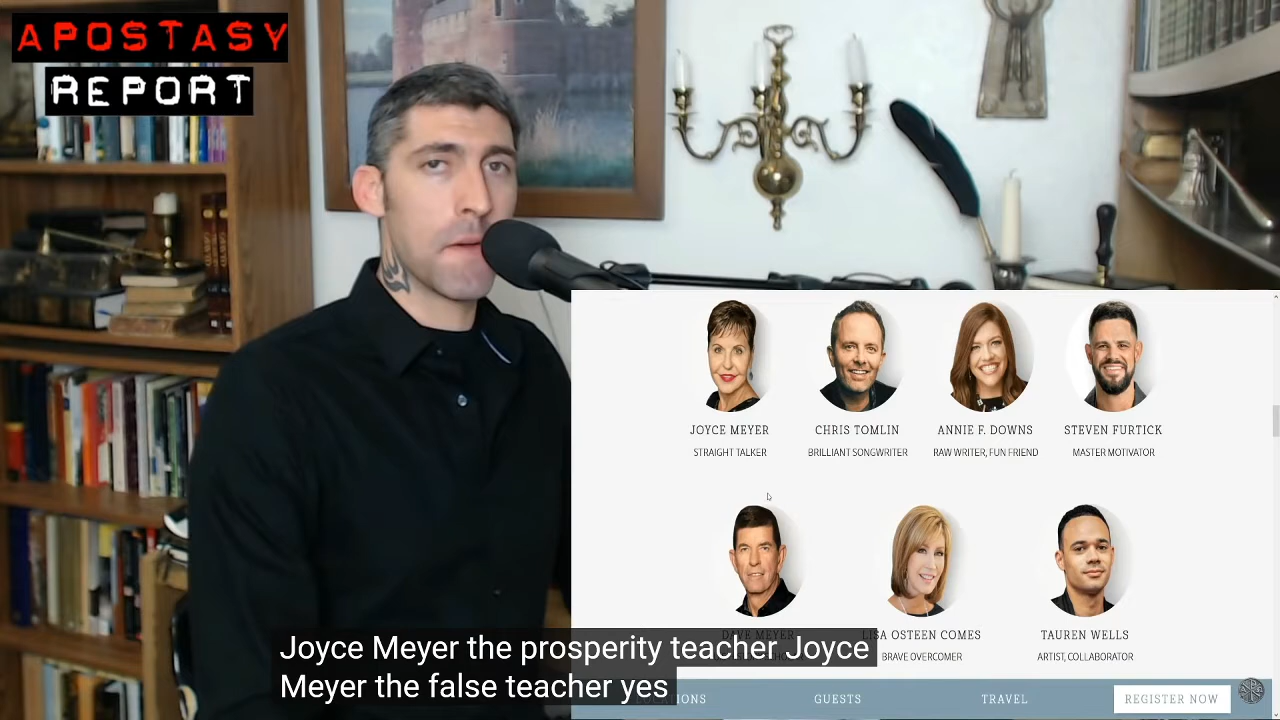 APOSTASY
REPORT
JOYCE MEYER
CHRIS TOMLIN
ANNIE F. DOWNS
STEVEN FURTICK
STRAIGHT TALKER
BRILLIANT SONGWRITER
RAW WRITER, FUN FRIEND
MASTER MOTIVATOR
DAVE MEYER
LISA OSTEEN COMES
TAUREN WELLS
BRAVE OVERCOMER
ARTIST, COLLABORATOR
Joyce Meyer the prosperity teacher Joyce
Meyer the false teacher yes
GUESTS
TRAVEL
REGISTER NOW